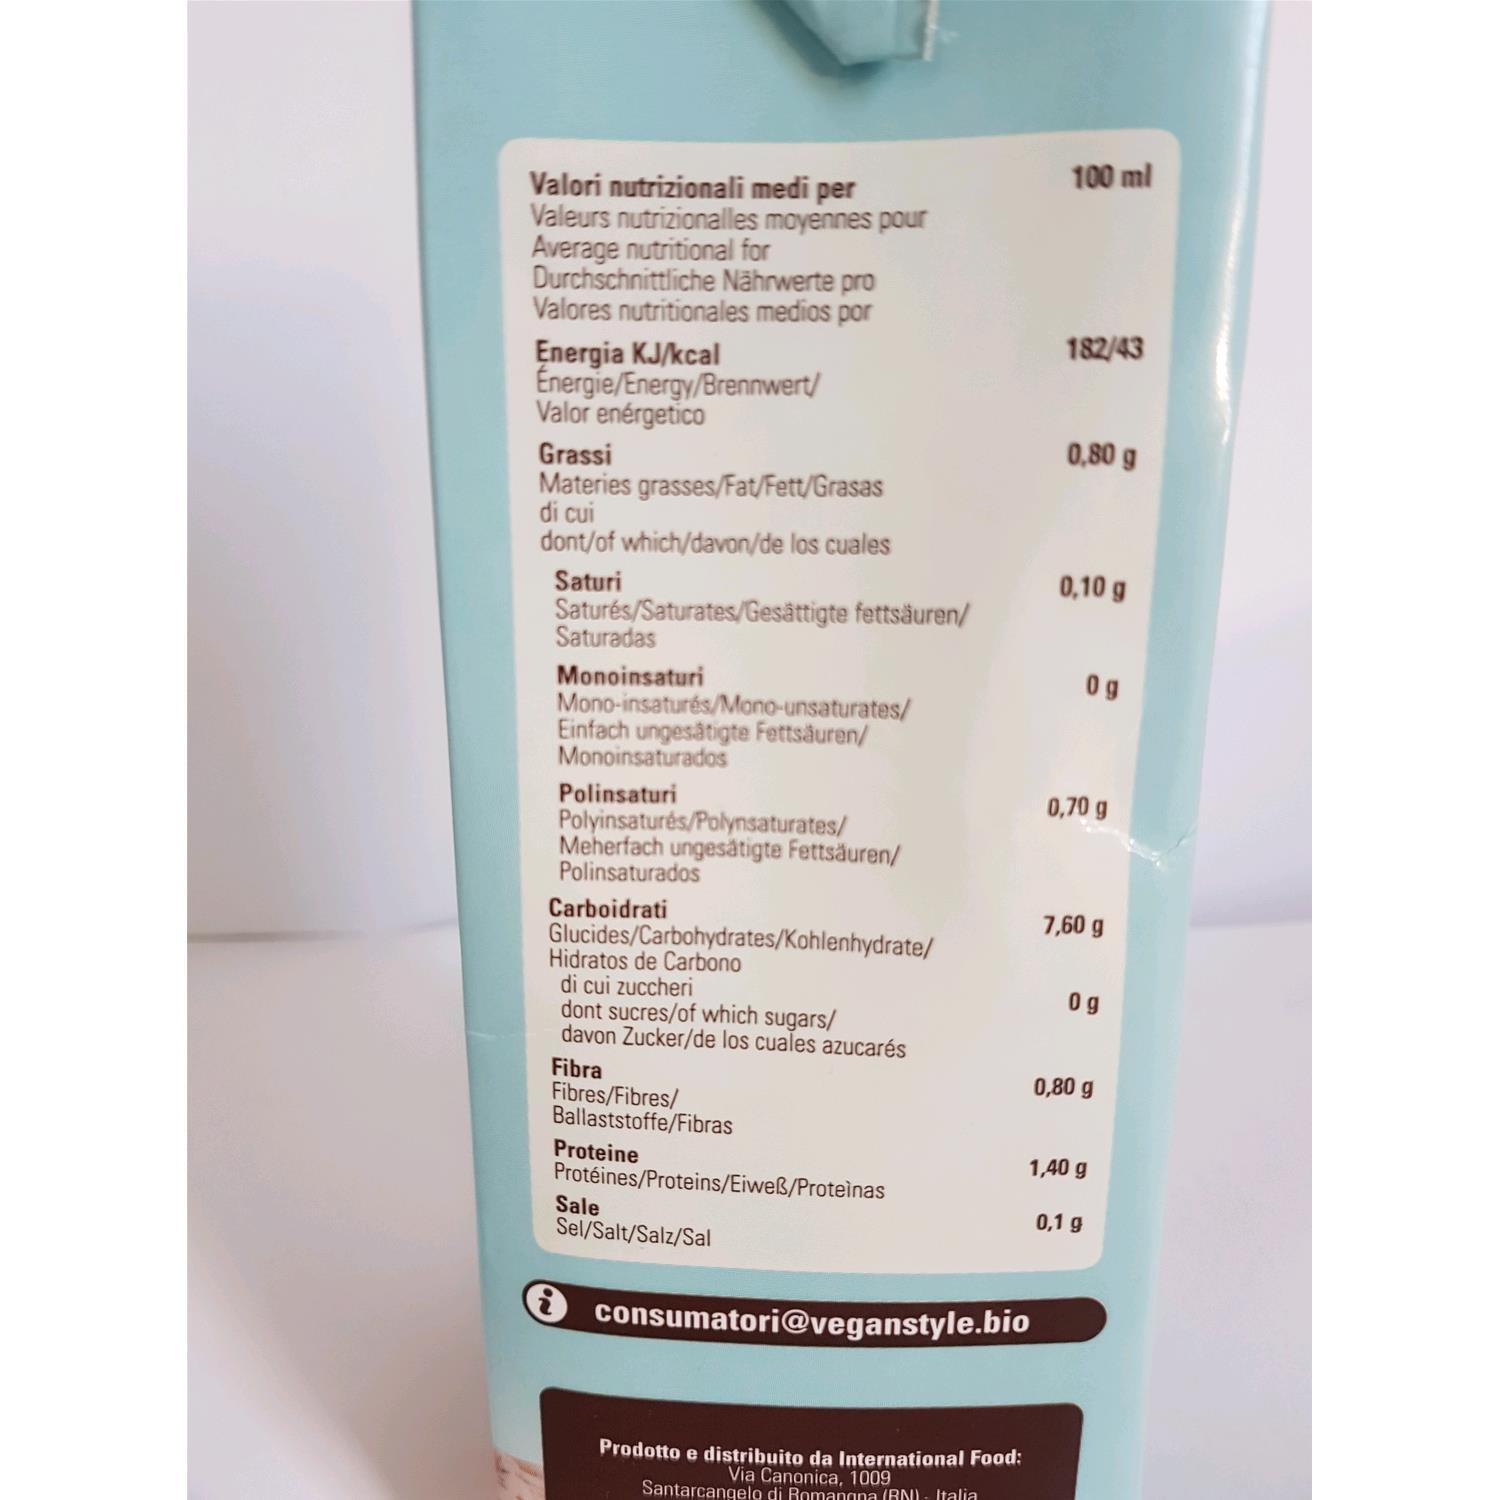 Valori nutrizionali medi per 100 ml
Valeurs nutrizionalles moyennes pour
Average nutritional for
Durchschnittliche Nährwerte pro
Valores nutritionales medios por
Energia KJ/kcal 182/43
Énergie/Energy/Brennwert/
Valor enérgetico
Grassi 0,80 g
Materies grasses/Fat/Fett/Grasas
di cui
dont/of which/davon/de los cuales
Saturi 0,10 g
Saturés/Saturates/Gesättigte fettsäuren/
Saturadas
Monoinsaturi 0 g
Mono-insaturés/Mono-unsaturates/
Einfach ungesätigte Fettsäuren/
Monoinsaturados
Polinsaturi 0,70 g
Polyinsaturés/Polynsaturates/
Meherfach ungesätigte Fettsäuren/
Polinsaturados
Carboidrati 7,60 g
Glucides/Carbohydrates/Kohlenhydrate/
Hidratos de Carbono
di cui zuccheri 0 g
dont sucres/of which sugars/
davon Zucker/de los cuales azucarés
Fibra 0,80 g
Fibres/Fibres/
Ballaststoffe/Fibras
Proteine 1,40 g
Protéines/Proteins/Eiweß/Proteìnas
Sale 0,1 g
Sel/Salt/Salz/Sal
i consumatori@veganstyle.bio
Prodotto e distribuito da International Food:
Via Canonica, 1009
Santarcangelo di Romangna (RN) - Italia